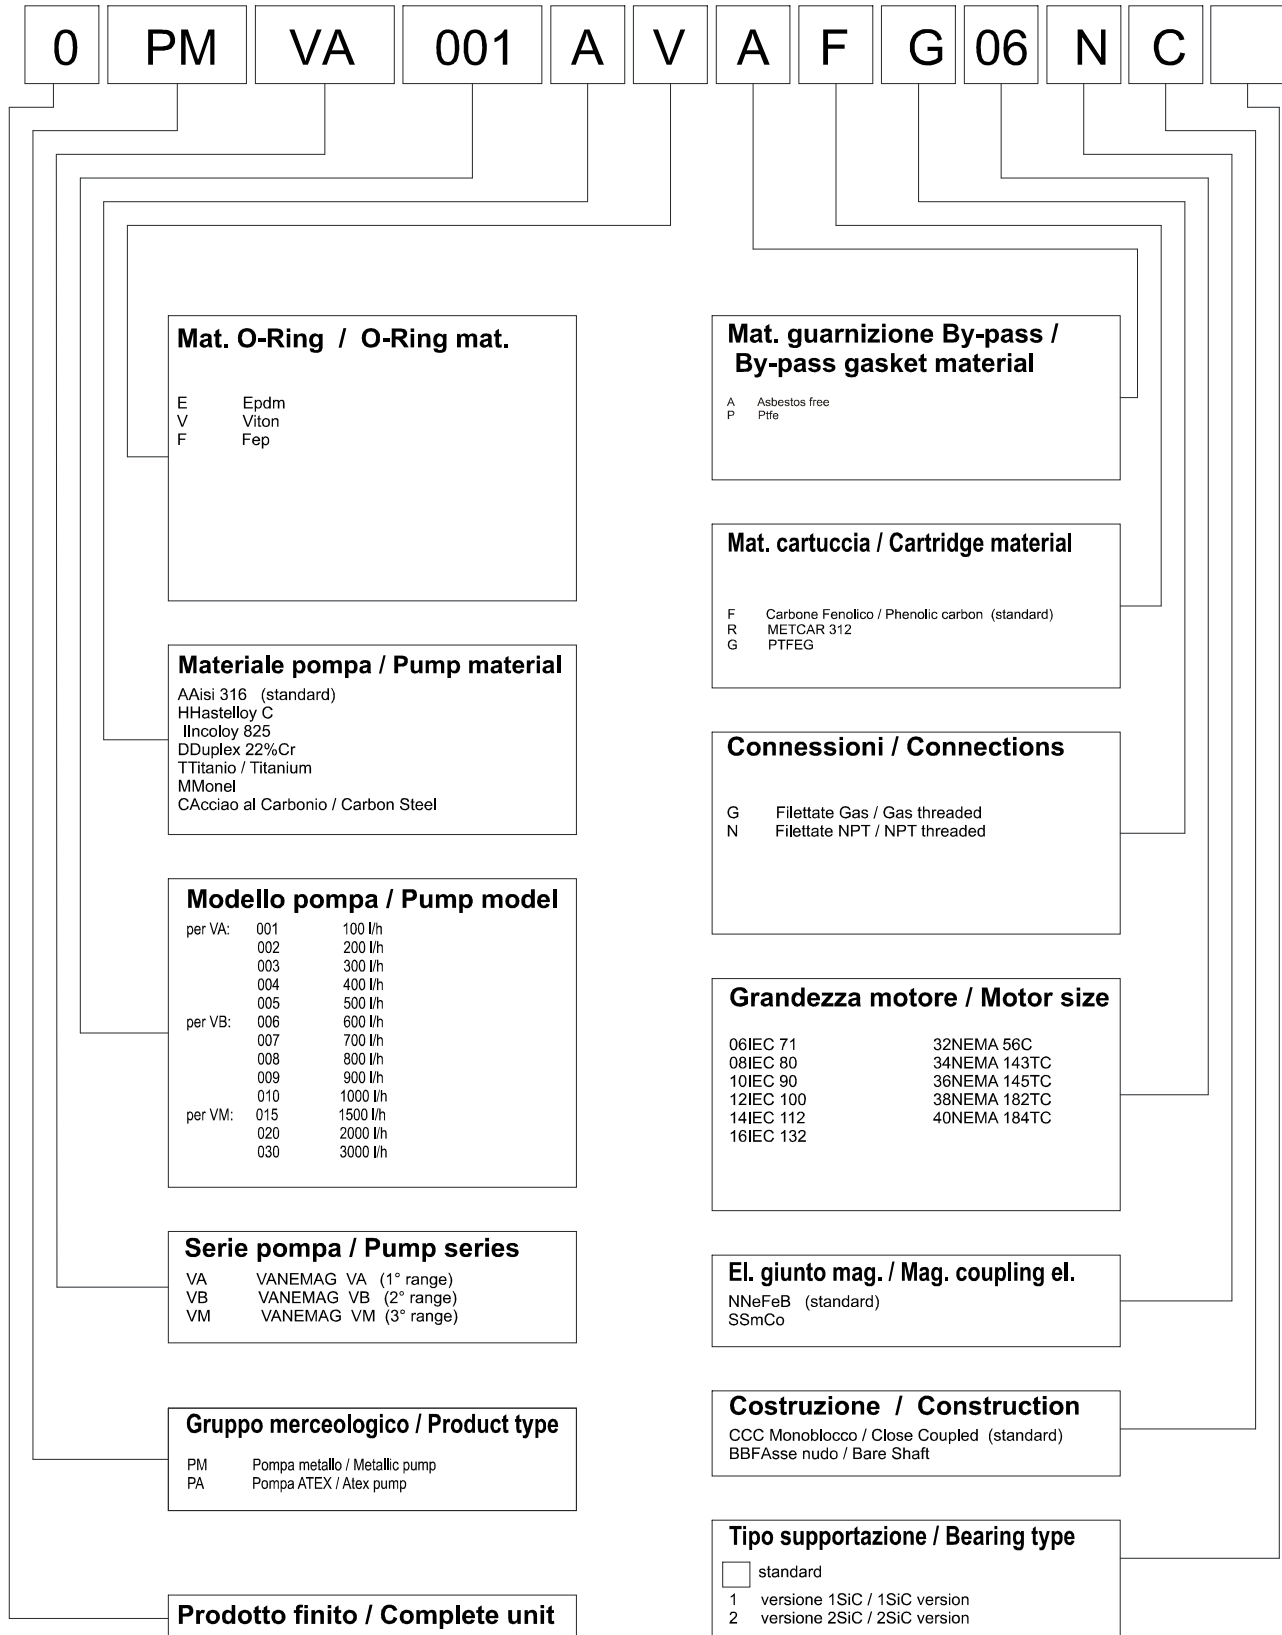 0 PM VA 001 A V A F G 06 N C
Mat. O-Ring / O-Ring mat.
E Epdm
V Viton
F Fep
Materiale pompa / Pump material
AAisi 316 (standard)
HHastelloy C
IIncoloy 825
DDuplex 22%Cr
TTitanio / Titanium
MMonel
CAcciao al Carbonio / Carbon Steel
Modello pompa / Pump model
per VA: 001 100 l/h
002 200 l/h
003 300 l/h
004 400 l/h
005 500 l/h
per VB: 006 600 l/h
007 700 l/h
008 800 l/h
009 900 l/h
010 1000 l/h
per VM: 015 1500 l/h
020 2000 l/h
030 3000 l/h
Serie pompa / Pump series
VA VANEMAG VA (1° range)
VB VANEMAG VB (2° range)
VM VANEMAG VM (3° range)
Gruppo merceologico / Product type
PM Pompa metallo / Metallic pump
PA Pompa ATEX / Atex pump
Prodotto finito / Complete unit
Mat. guarnizione By-pass /
By-pass gasket material
A Asbestos free
P Ptfe
Mat. cartuccia / Cartridge material
F Carbone Fenolico / Phenolic carbon (standard)
R METCAR 312
G PTFEG
Connessioni / Connections
G Filettate Gas / Gas threaded
N Filettate NPT / NPT threaded
Grandezza motore / Motor size
06IEC 71 32NEMA 56C
08IEC 80 34NEMA 143TC
10IEC 90 36NEMA 145TC
12IEC 100 38NEMA 182TC
14IEC 112 40NEMA 184TC
16IEC 132
El. giunto mag. / Mag. coupling el.
NNeFeB (standard)
SSmCo
Costruzione / Construction
CCC Monoblocco / Close Coupled (standard)
BBFAsse nudo / Bare Shaft
Tipo supportazione / Bearing type
standard
1 versione 1SiC / 1SiC version
2 versione 2SiC / 2SiC version